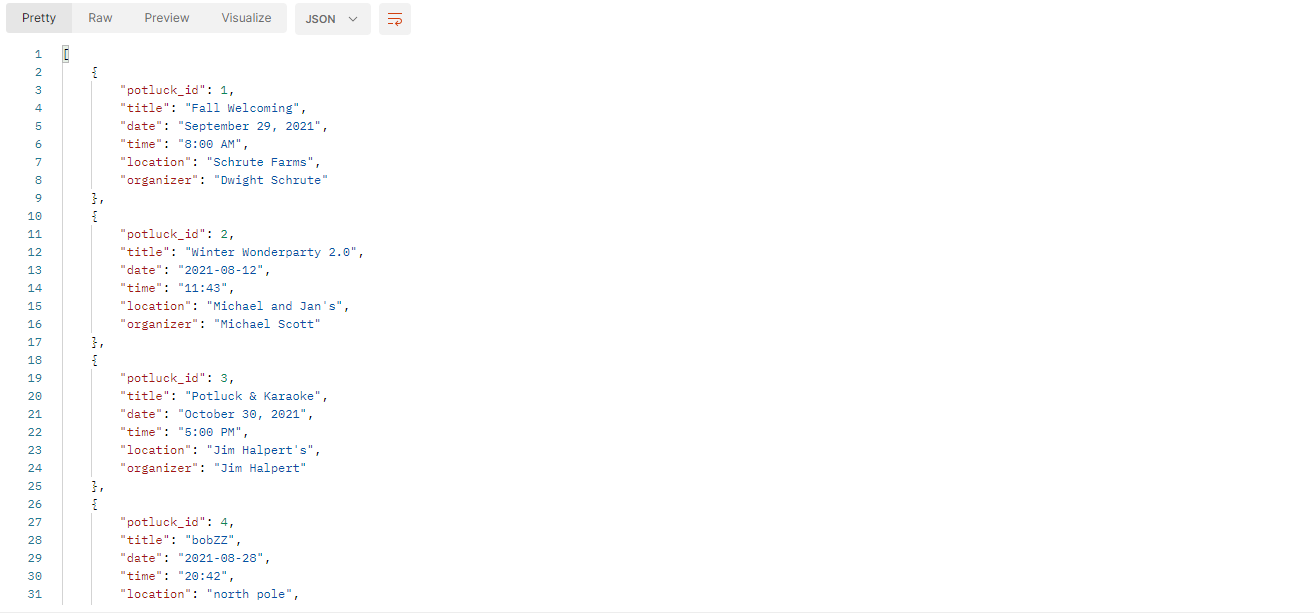 Pretty Raw Preview Visualize JSON
1 [
2 {
3 "potluck_id": 1,
4 "title": "Fall Welcoming",
5 "date": "September 29, 2021",
6 "time": "8:00 AM",
7 "location": "Schrute Farms",
8 "organizer": "Dwight Schrute"
9 },
10 {
11 "potluck_id": 2,
12 "title": "Winter Wonderparty 2.0",
13 "date": "2021-08-12",
14 "time": "11:43",
15 "location": "Michael and Jan's",
16 "organizer": "Michael Scott"
17 },
18 {
19 "potluck_id": 3,
20 "title": "Potluck & Karaoke",
21 "date": "October 30, 2021",
22 "time": "5:00 PM",
23 "location": "Jim Halpert's",
24 "organizer": "Jim Halpert"
25 },
26 {
27 "potluck_id": 4,
28 "title": "bobZZ",
29 "date": "2021-08-28",
30 "time": "20:42",
31 "location": "north pole",